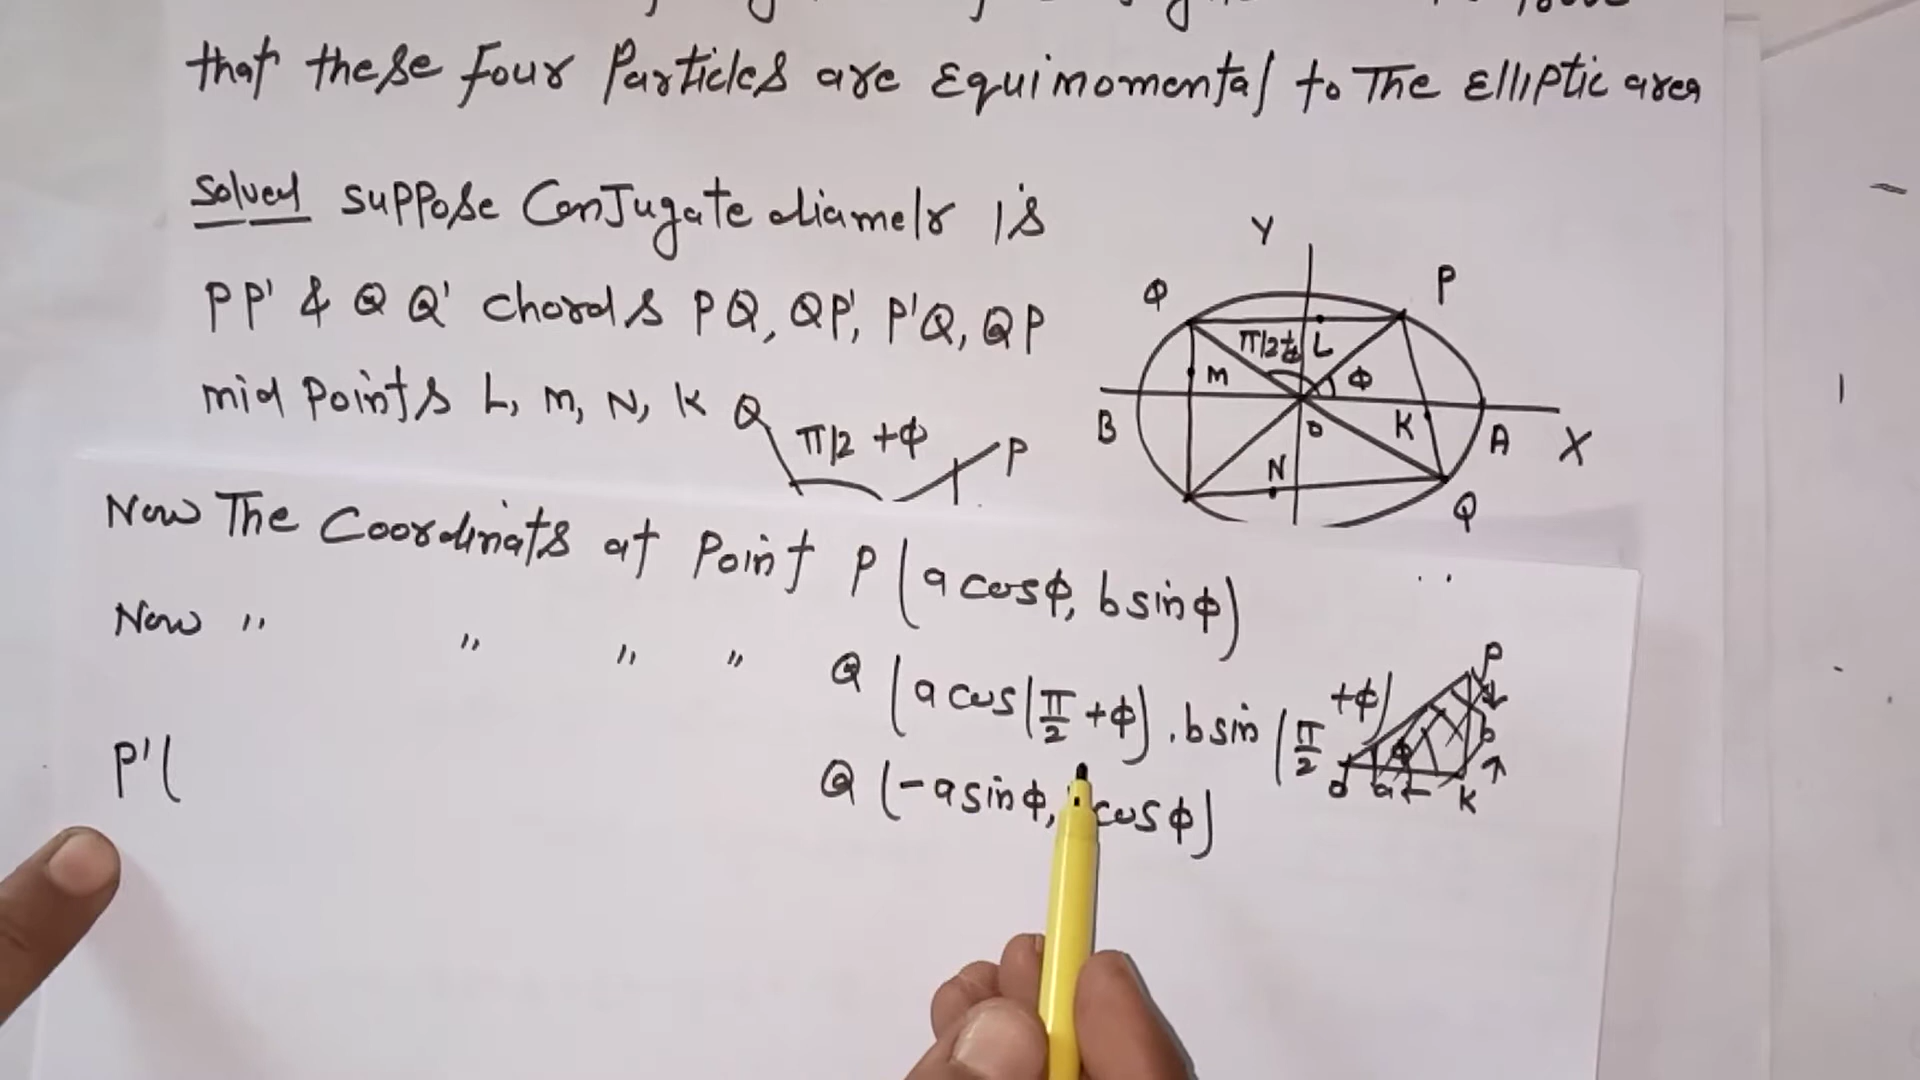 that these four Particles are Equimomental to The Elliptic area
Solved suppose Conjugate diametr is
PP' & QQ' chords PQ, QP', P'Q, QP
mid Points L, M, N, K
Q π/2 +ϕ P
Y
Q P
π/2+ϕ L
M ϕ
B O K A X
N
Q
Now The Coordinats at Point P (a cosϕ, b sinϕ)
Now " " " " Q (a cos(π/2 +ϕ), b sin (π/2 +ϕ)
P'( Q (-a sinϕ, cosϕ)
P
b
ϕ
O a K